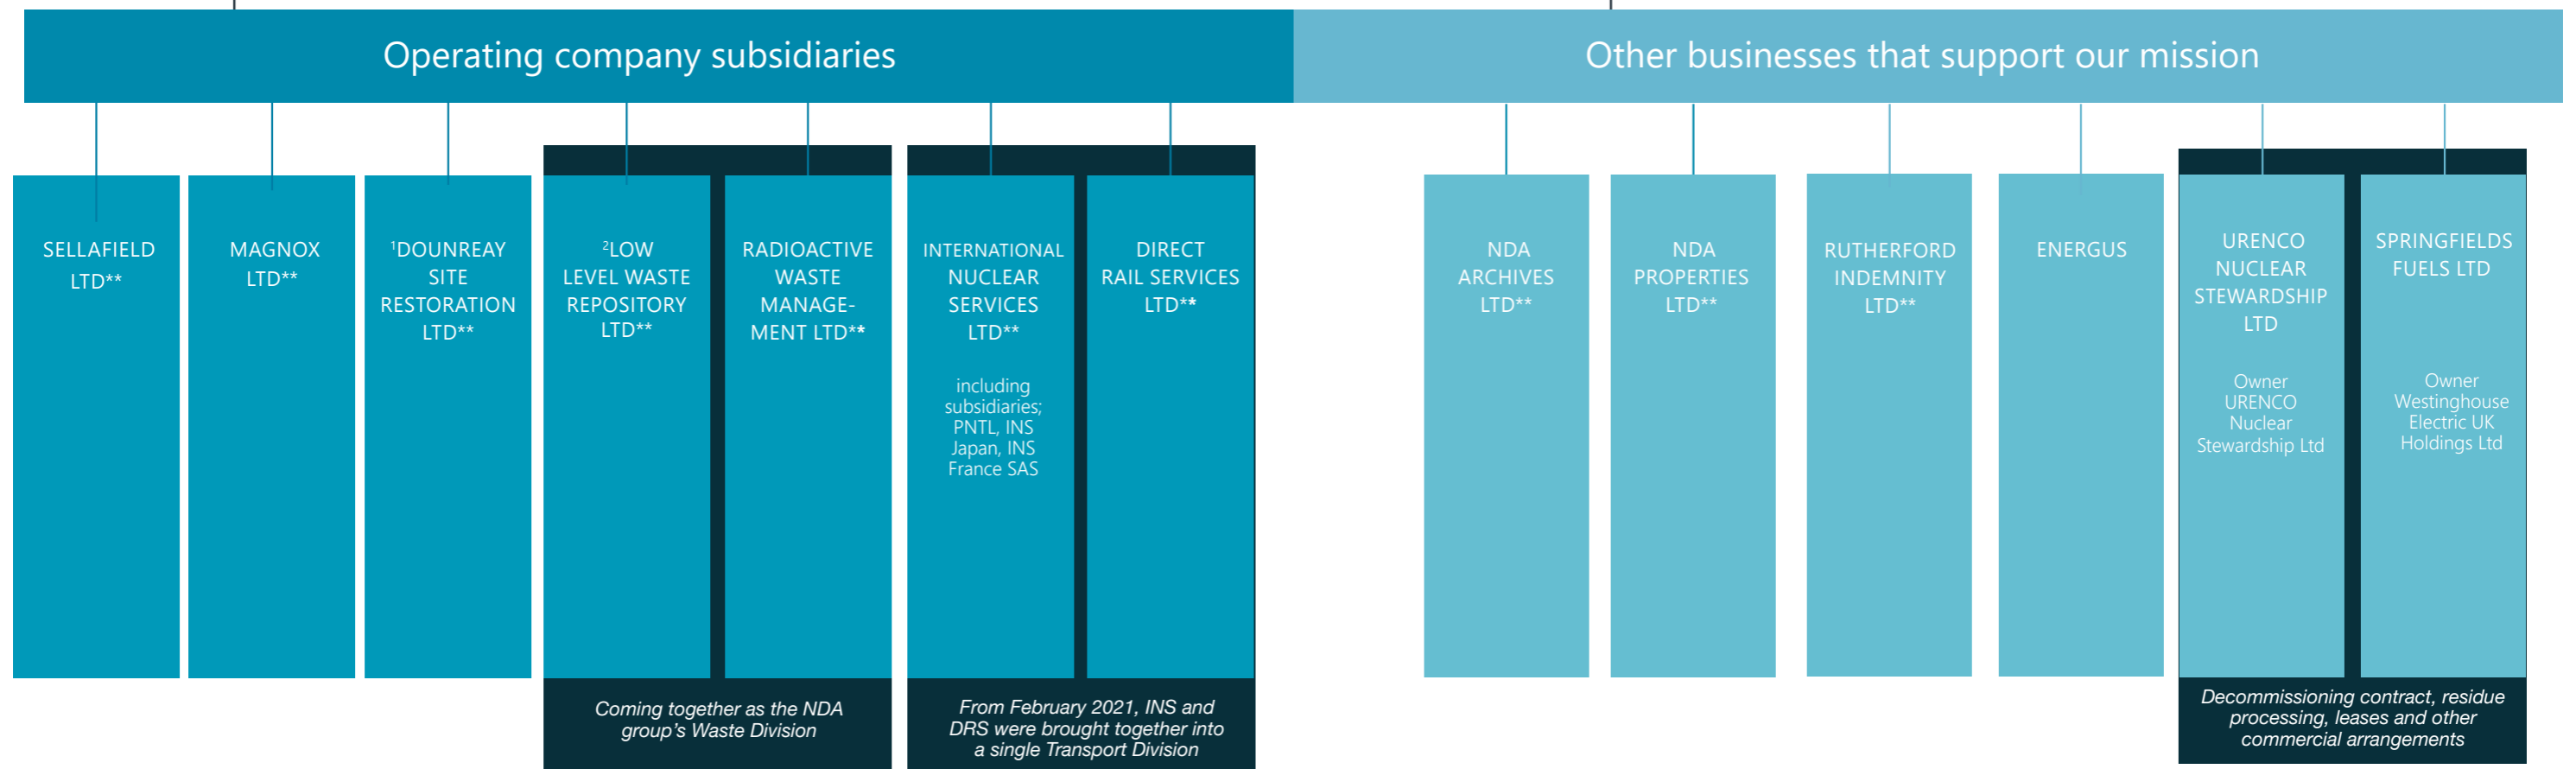 Operating company subsidiaries
Other businesses that support our mission
SELLAFIELD
LTD**
MAGNOX
LTD**
¹DOUNREAY
SITE
RESTORATION
LTD**
²LOW
LEVEL WASTE
REPOSITORY
LTD**
RADIOACTIVE
WASTE
MANAGE-
MENT LTD**
INTERNATIONAL
NUCLEAR
SERVICES
LTD**
including
subsidiaries;
PNTL, INS
Japan, INS
France SAS
DIRECT
RAIL SERVICES
LTD**
NDA
ARCHIVES
LTD**
NDA
PROPERTIES
LTD**
RUTHERFORD
INDEMNITY
LTD**
ENERGUS
URENCO
NUCLEAR
STEWARDSHIP
LTD
Owner
URENCO
Nuclear
Stewardship Ltd
SPRINGFIELDS
FUELS LTD
Owner
Westinghouse
Electric UK
Holdings Ltd
Coming together as the NDA
group's Waste Division
From February 2021, INS and
DRS were brought together into
a single Transport Division
Decommissioning contract, residue
processing, leases and other
commercial arrangements